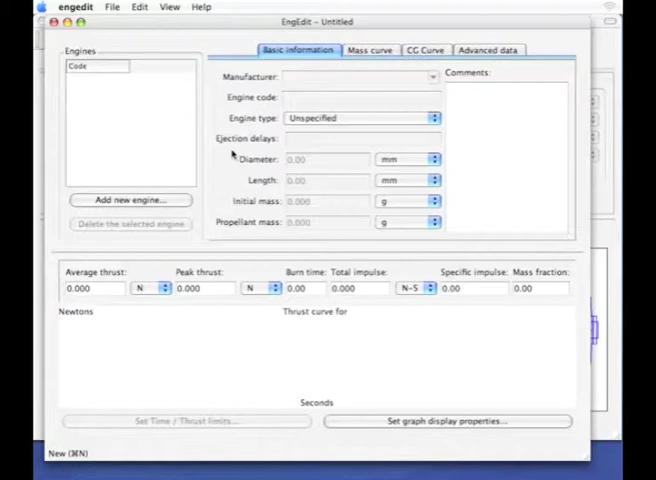 engedit File Edit View Help
EngEdit - Untitled
Engines
Code
Add new engine...
Delete the selected engine
Basic information Mass curve CG Curve Advanced data
Manufacturer:
Engine code:
Engine type: Unspecified
Ejection delays:
Diameter: 0.00 mm
Length: 0.00 mm
Initial mass: 0.000 g
Propellant mass: 0.000 g
Comments:
Average thrust: Peak thrust: Burn time: Total impulse: Specific impulse: Mass fraction:
0.000 N 0.000 N 0.00 0.000 N-S 0.00 0.00
Newtons Thrust curve for
Seconds
Set Time / Thrust limits... Set graph display properties...
New (⌘N)